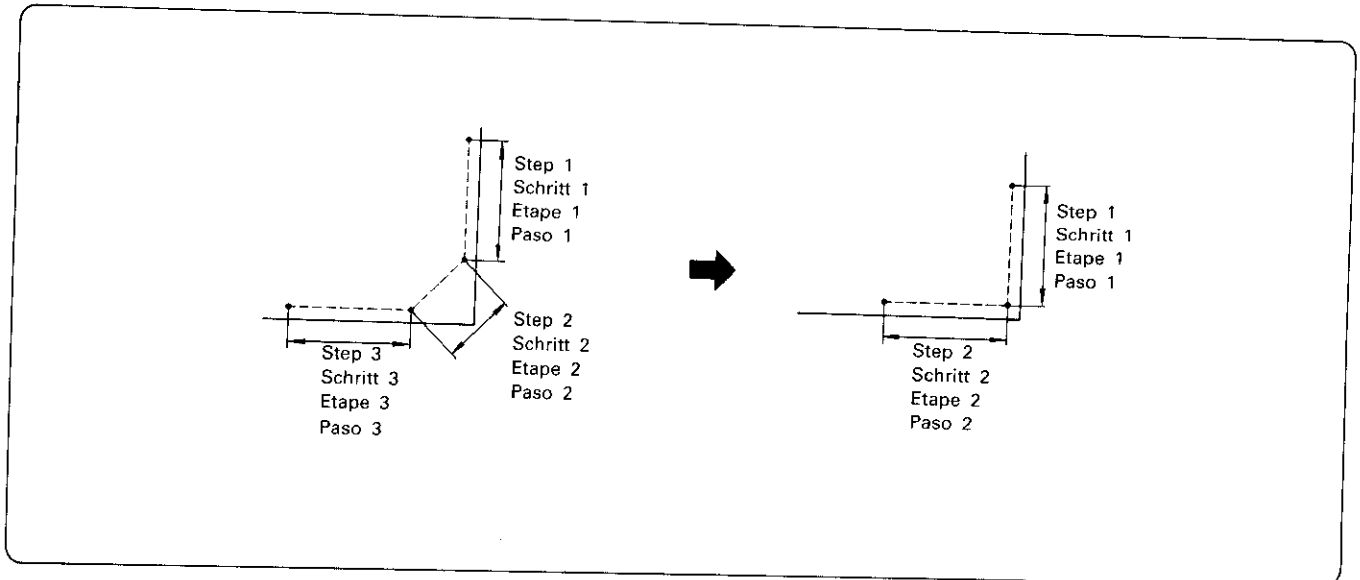 Step 1
Schritt 1
Etape 1
Paso 1
Step 2
Schritt 2
Etape 2
Paso 2
Step 3
Schritt 3
Etape 3
Paso 3
Step 1
Schritt 1
Etape 1
Paso 1
Step 2
Schritt 2
Etape 2
Paso 2